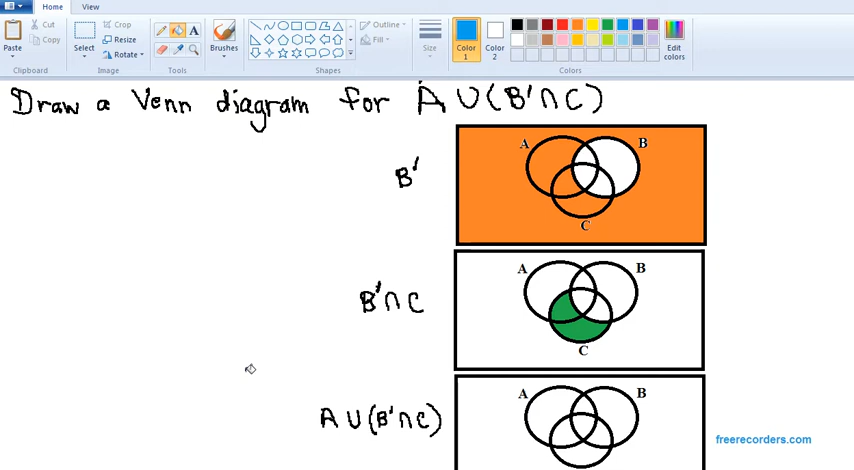 Home View
Paste
Cut
Copy
Clipboard
Select
Crop
Resize
Rotate
Image
A
Tools
Brushes
Shapes
Outline
Fill
Size
Color 1
Color 2
Colors
Edit colors
Draw a Venn diagram for A ∪ (B' ∩ C)
B'
A B
C
B' ∩ C
A B
C
A ∪ (B' ∩ C)
A B
freerecorders.com